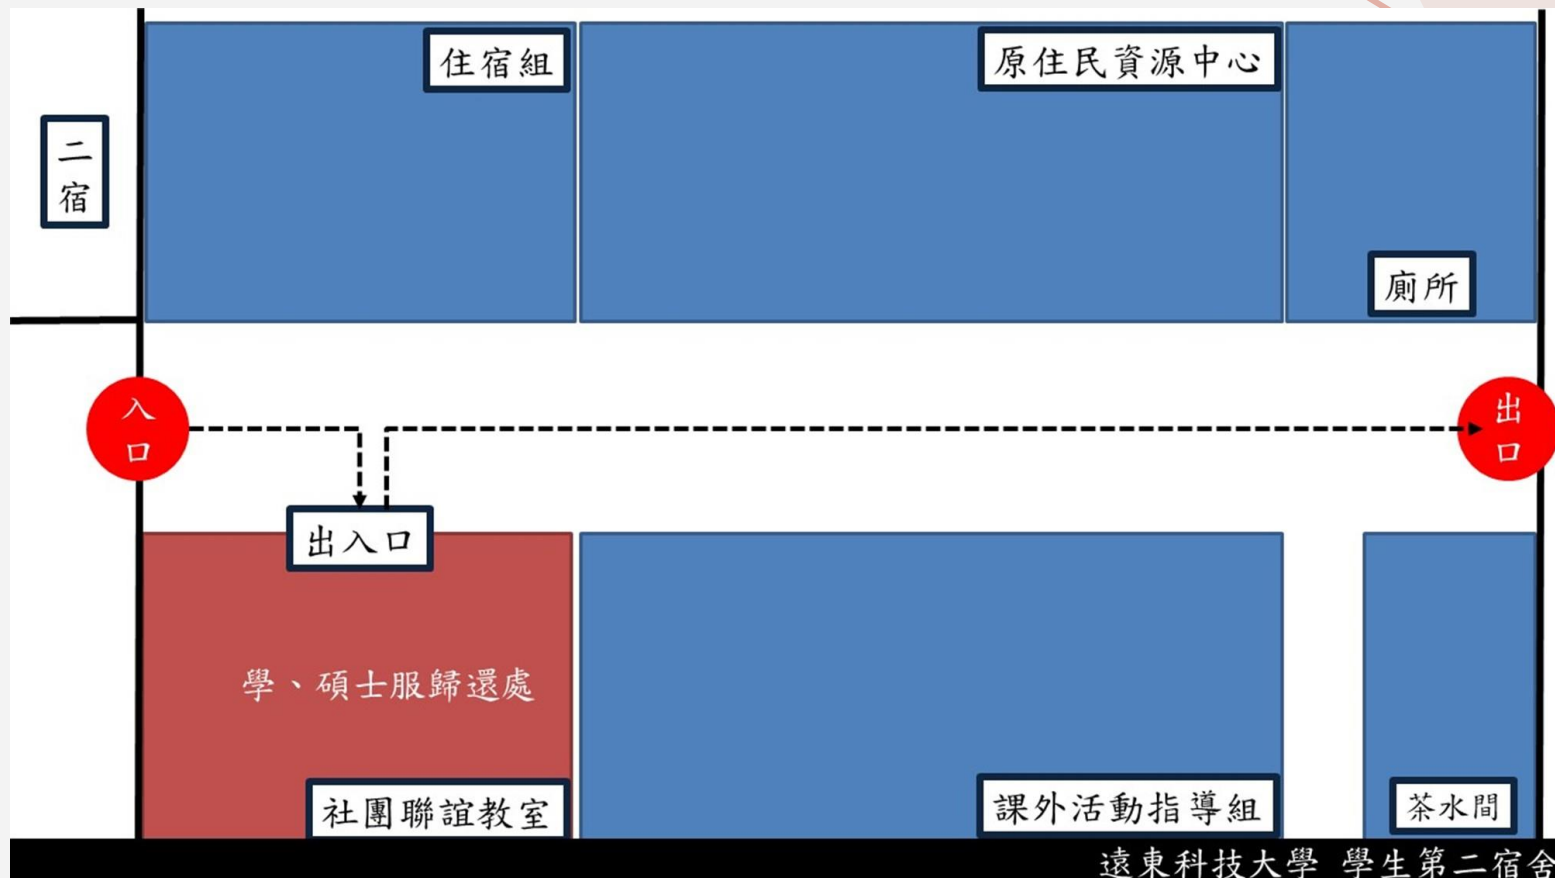 住宿組
原住民資源中心
二宿
廁所
入口
出口
出入口
學、碩士服歸還處
社團聯誼教室
課外活動指導組
茶水間
遠東科技大學 學生第二宿舍